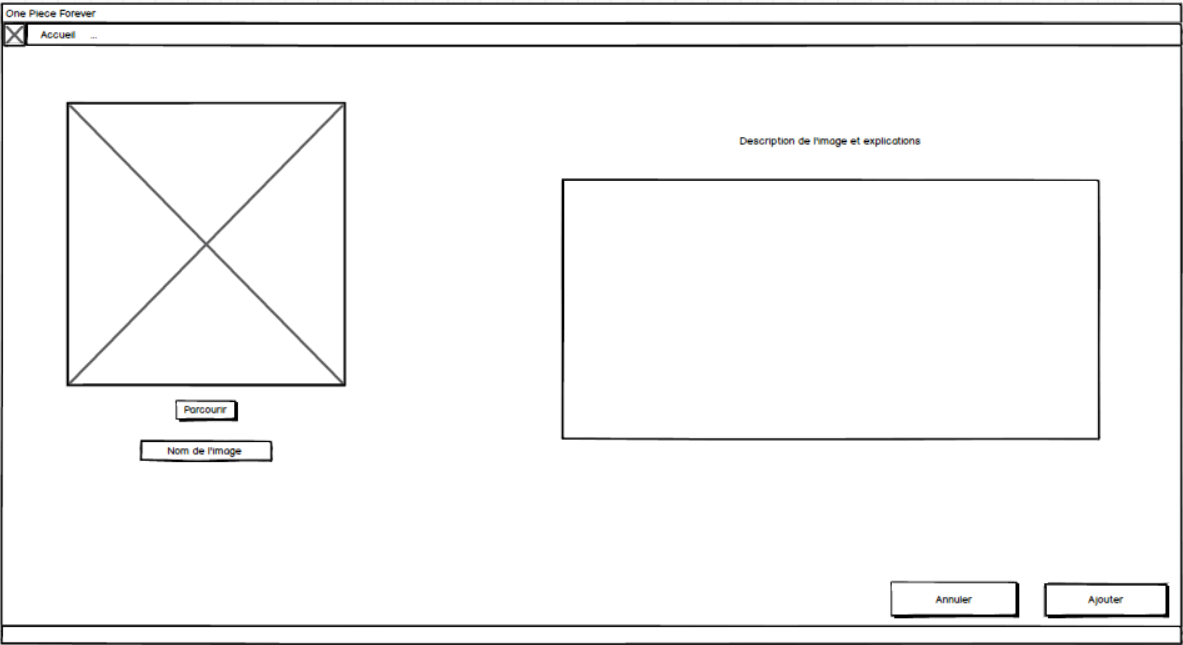 One Piece Forever
Accueil ...
Description de l'image et explications
Parcourir
Nom de l'image
Annuler
Ajouter